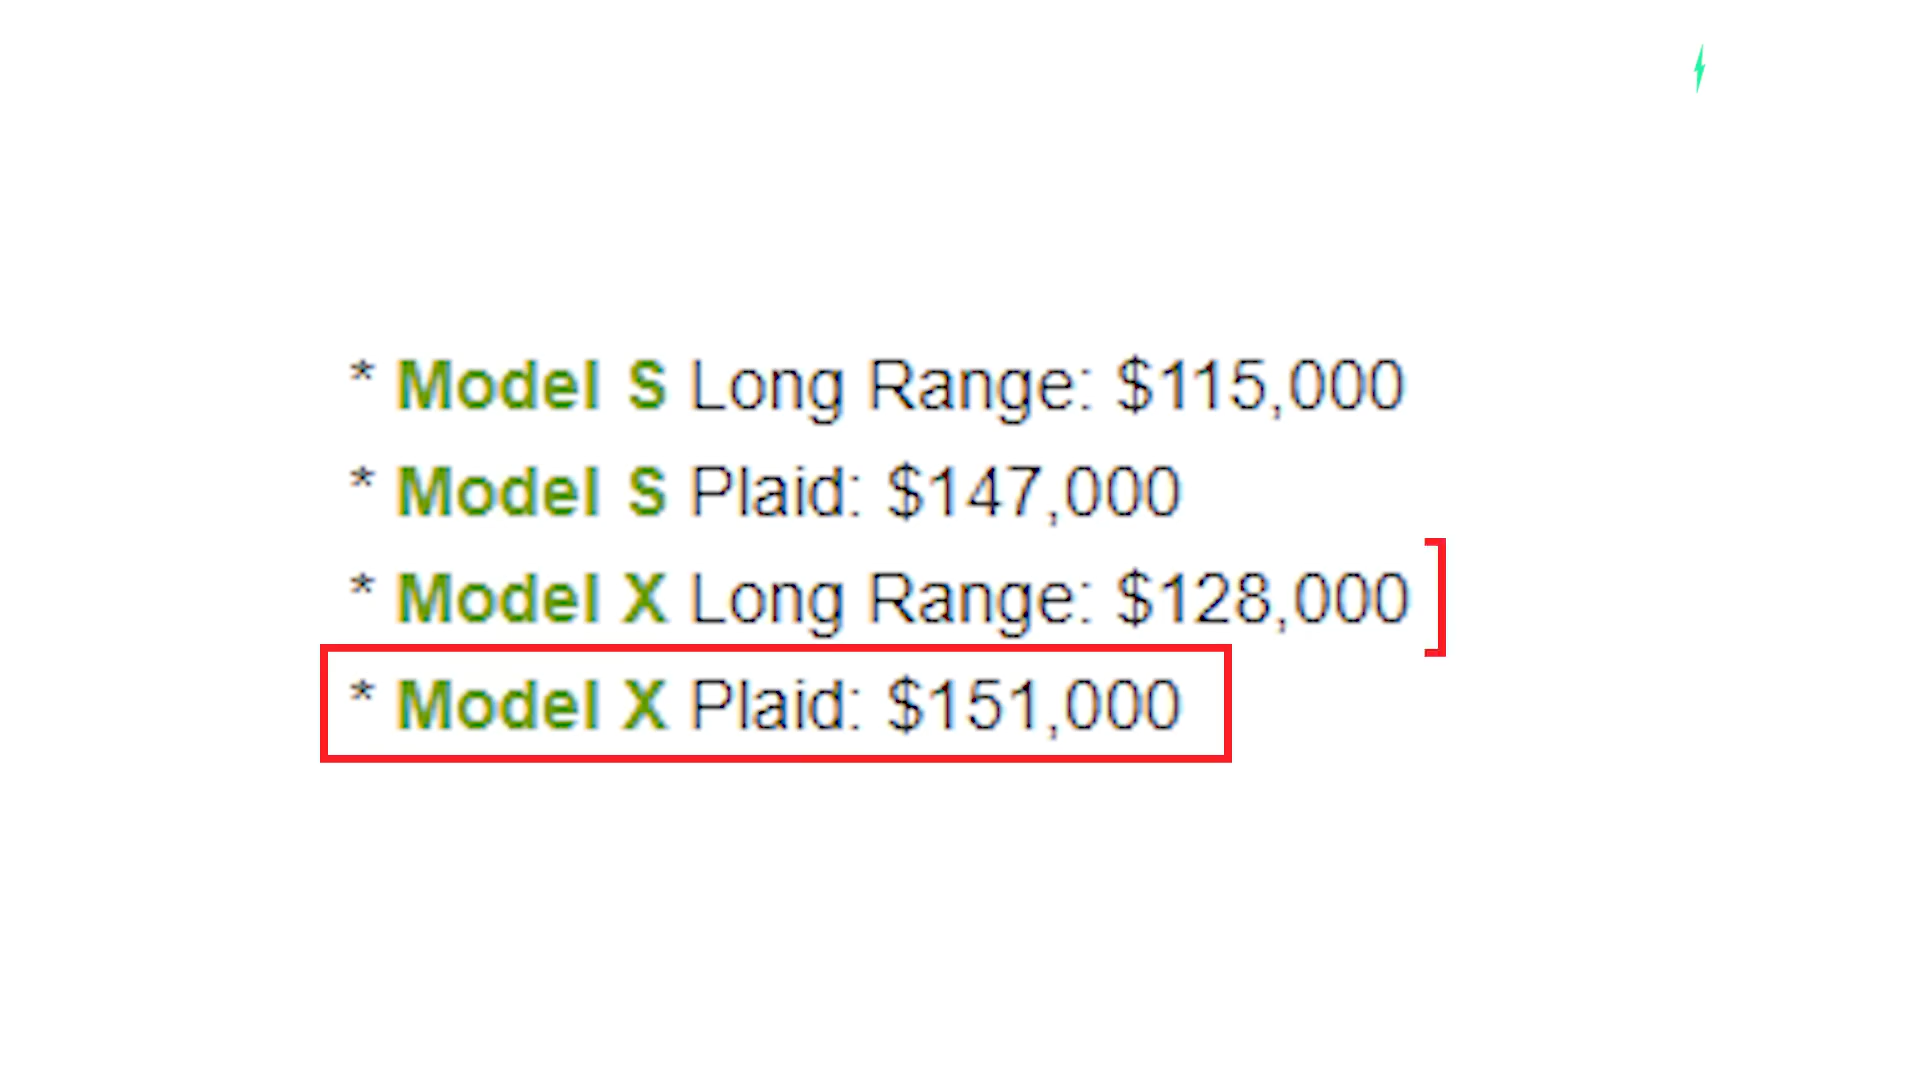 * Model S Long Range: $115,000
* Model S Plaid: $147,000
* Model X Long Range: $128,000
* Model X Plaid: $151,000